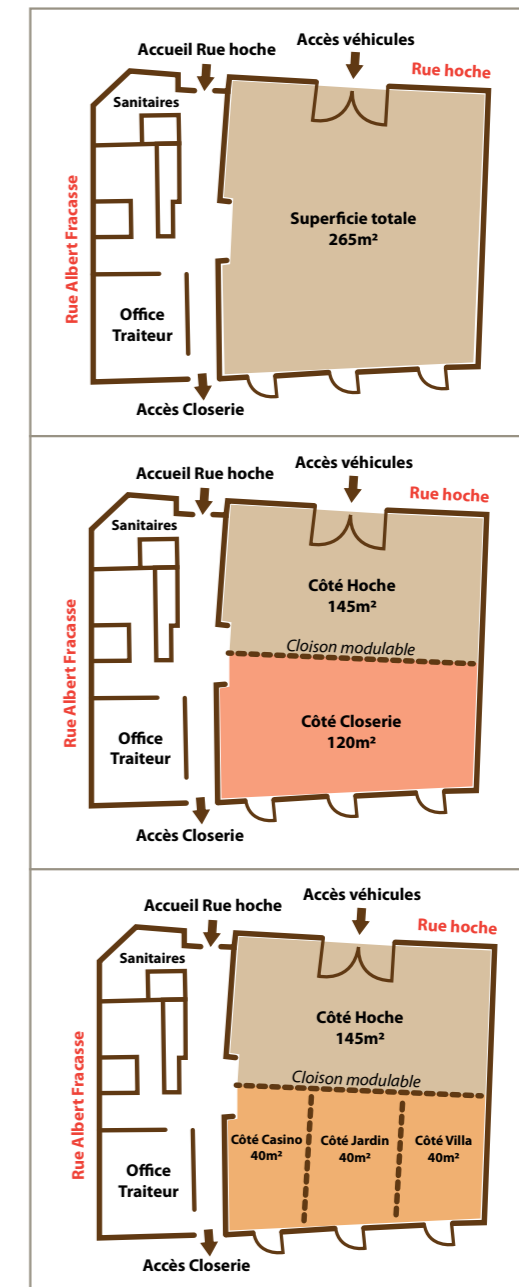 Accès véhicules
Accueil Rue hoche
Rue hoche
Sanitaires
Rue Albert Fracasse
Superficie totale
265m²
Office
Traiteur
Accès Closerie
Accès véhicules
Accueil Rue hoche
Rue hoche
Sanitaires
Rue Albert Fracasse
Côté Hoche
145m²
Cloison modulable
Côté Closerie
120m²
Office
Traiteur
Accès Closerie
Accès véhicules
Accueil Rue hoche
Rue hoche
Sanitaires
Rue Albert Fracasse
Côté Hoche
145m²
Cloison modulable
Côté Casino
40m²
Côté Jardin
40m²
Côté Villa
40m²
Office
Traiteur
Accès Closerie